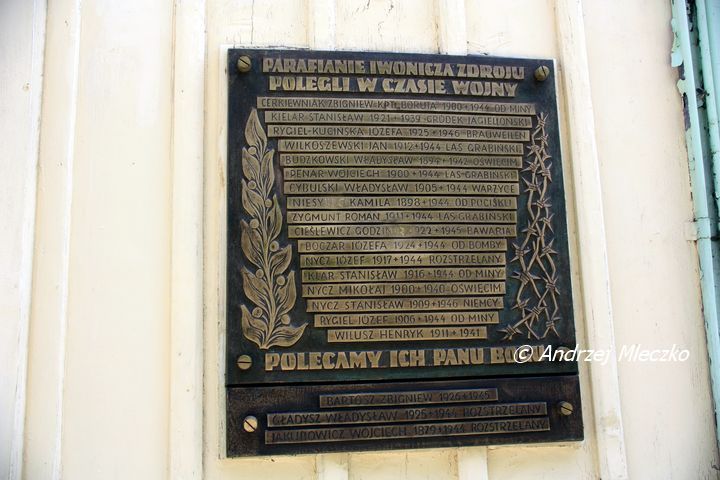 PARAFIANIE IWONICZA ZDROJU
POLEGLI W CZASIE WOJNY
CERKIEWNIAK ZBIGNIEW KPT. BORUTA 1900+1944 OD MINY
KIELAR STANISŁAW 1921+1939 GRÓDEK JAGIELLOŃSKI
RYGIEL-KUCIŃSKA JÓZEFA 1925+1946 BRAUWEILEN
WILKOSZEWSKI JAN 1912+1944 LAS GRABIŃSKI
BUDZKOWSKI WŁADYSŁAW 1894+1942 OŚWIĘCIM
PENAR WOJCIECH 1900+1944 LAS GRABIŃSKI
CYBULSKI WŁADYSŁAW 1905+1944 WARZYCE
KAMILA 1898+1944 OD POCISKU
ZYGMUNT ROMAN 1911+1944 LAS GRABIŃSKI
CIEŚLEWICZ 1945 BAWARIA
BOCZAR JÓZEFA 1924+1944 OD BOMBY
NYCZ JÓZEF 1917+1944 ROZSTRZELANY
KLAR STANISŁAW 1916+1944 OD MINY
NYCZ MIKOŁAJ 1900+1940 OŚWIĘCIM
NYCZ STANISŁAW 1909+1946 NIEMCY
RYGIEL JÓZEF 1906+1944 OD MINY
WILUSZ HENRYK 1911+1941
POLECAMY ICH PANU BOGU
© Andrzej Mleczko
BARTOSZ ZBIGNIEW 1926+1945
GŁADYSZ WŁADYSŁAW 1925+1944 ROZSTRZELANY
JAKUBOWICZ WOJCIECH 1879+1944 ROZSTRZELANY